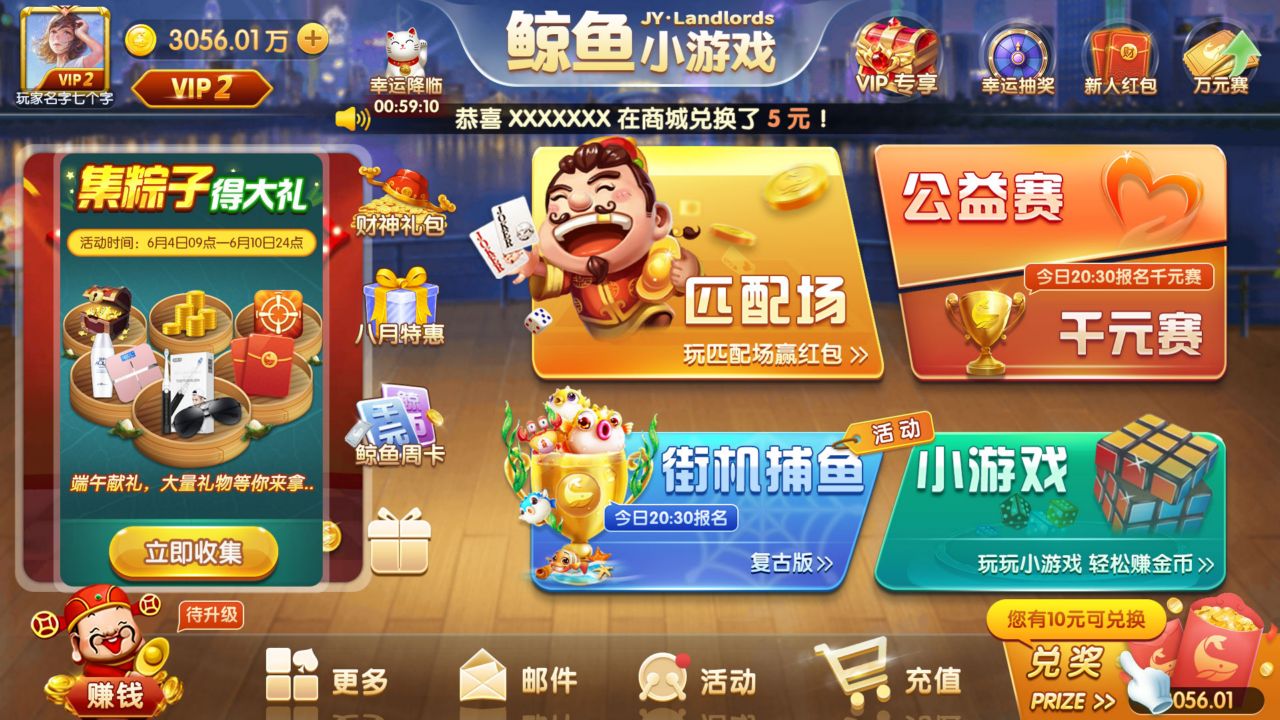 VIP 2
玩家名字七个字
3056.01万
VIP 2
幸运降临
00:59:10
鲸鱼
JY·Landlords
小游戏
VIP 专享
幸运抽奖
新人红包
万元赛
恭喜 XXXXXXX 在商城兑换了 5 元！
集粽子得大礼
活动时间：6月4日09点—6月10日24点
端午献礼，大量礼物等你来拿..
立即收集
财神礼包
八月特惠
鲸鱼周卡
匹配场
玩匹配场赢红包 >>
公益赛
今日20:30报名千元赛
千元赛
街机捕鱼
今日20:30报名
复古版>>
活动
小游戏
玩玩小游戏 轻松赚金币>>
待升级
赚钱
更多
邮件
活动
充值
您有10元可兑换
兑奖
PRIZE >>
056.01